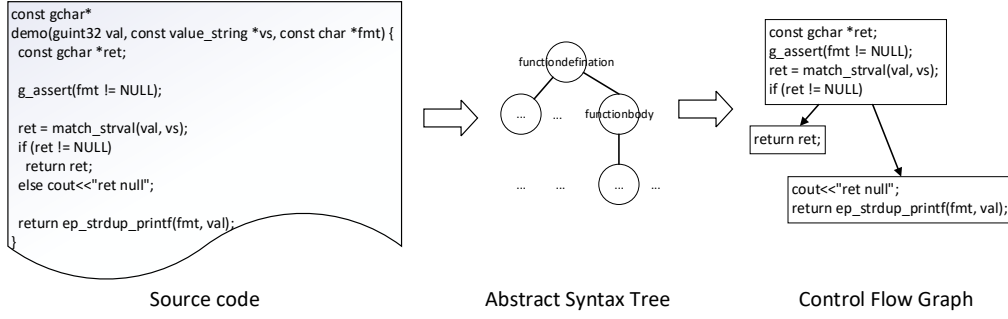 const gchar*
demo(guint32 val, const value_string *vs, const char *fmt) {
const gchar *ret;
g_assert(fmt != NULL);
ret = match_strval(val, vs);
if (ret != NULL)
return ret;
else cout<<"ret null";
return ep_strdup_printf(fmt, val);
}
Source code
functiondefination
...
...
functionbody
...
...
...
...
Abstract Syntax Tree
const gchar *ret;
g_assert(fmt != NULL);
ret = match_strval(val, vs);
if (ret != NULL)
return ret;
cout<<"ret null";
return ep_strdup_printf(fmt, val);
Control Flow Graph